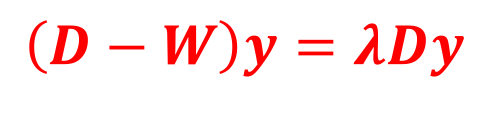 (D − W)y = λDy